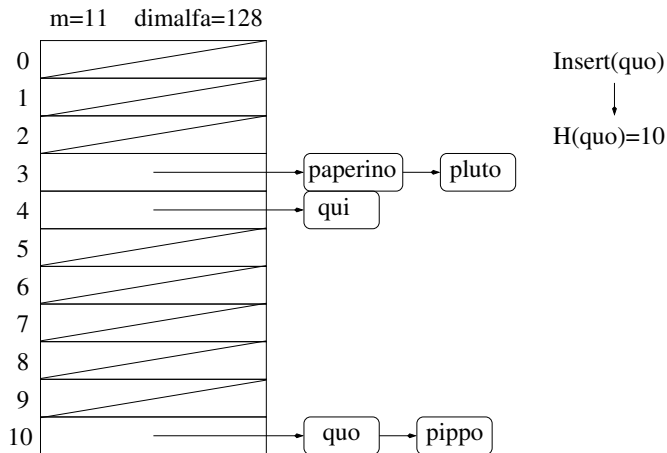 m=11 dimalfa=128
0
Insert(quo)
1
2
H(quo)=10
3 paperino pluto
4 qui
5
6
7
8
9
10 quo pippo